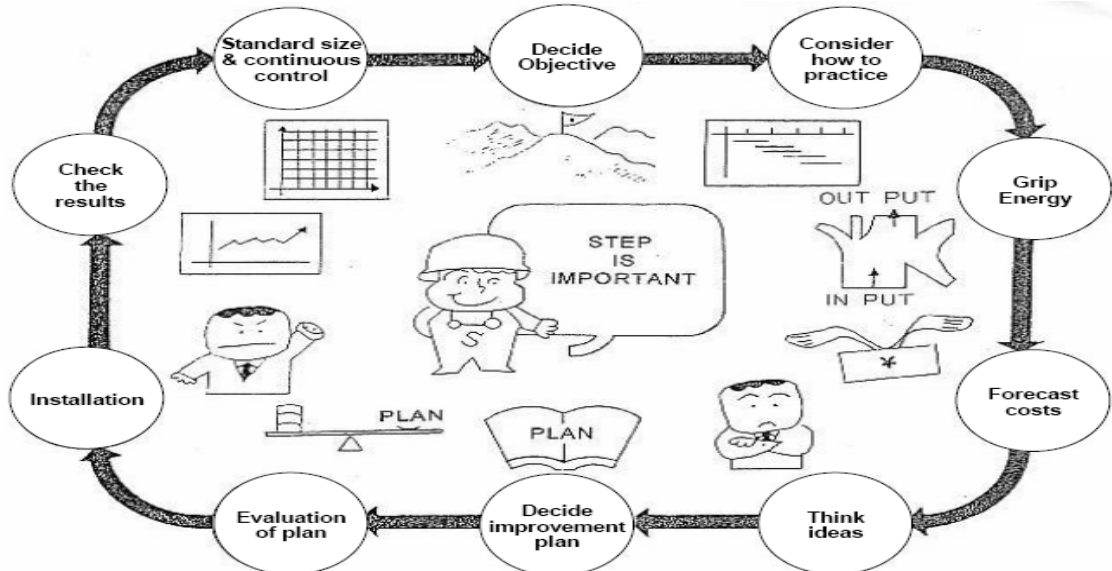 Standard size
& continuous
control
Decide
Objective
Consider
how to
practice
Check
the
results
Grip
Energy
OUT PUT
STEP
IS
IMPORTANT
IN PUT
¥
S
Installation
Forecast
costs
PLAN
PLAN
Evaluation
of plan
Decide
improvement
plan
Think
ideas